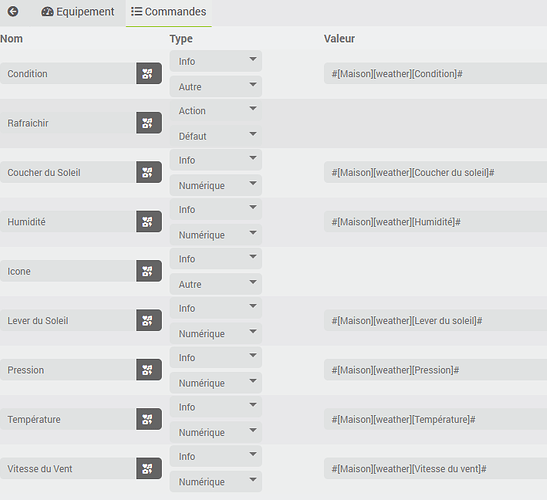 Equipement Commandes
Nom Type Valeur
Info
Condition #[Maison][weather][Condition]#
Autre
Action
Rafraichir
Défaut
Info
Coucher du Soleil #[Maison][weather][Coucher du soleil]#
Numérique
Info
Humidité #[Maison][weather][Humidité]#
Numérique
Info
Icone
Autre
Info
Lever du Soleil #[Maison][weather][Lever du soleil]#
Numérique
Info
Pression #[Maison][weather][Pression]#
Numérique
Info
Température #[Maison][weather][Température]#
Numérique
Info
Vitesse du Vent #[Maison][weather][Vitesse du vent]#
Numérique